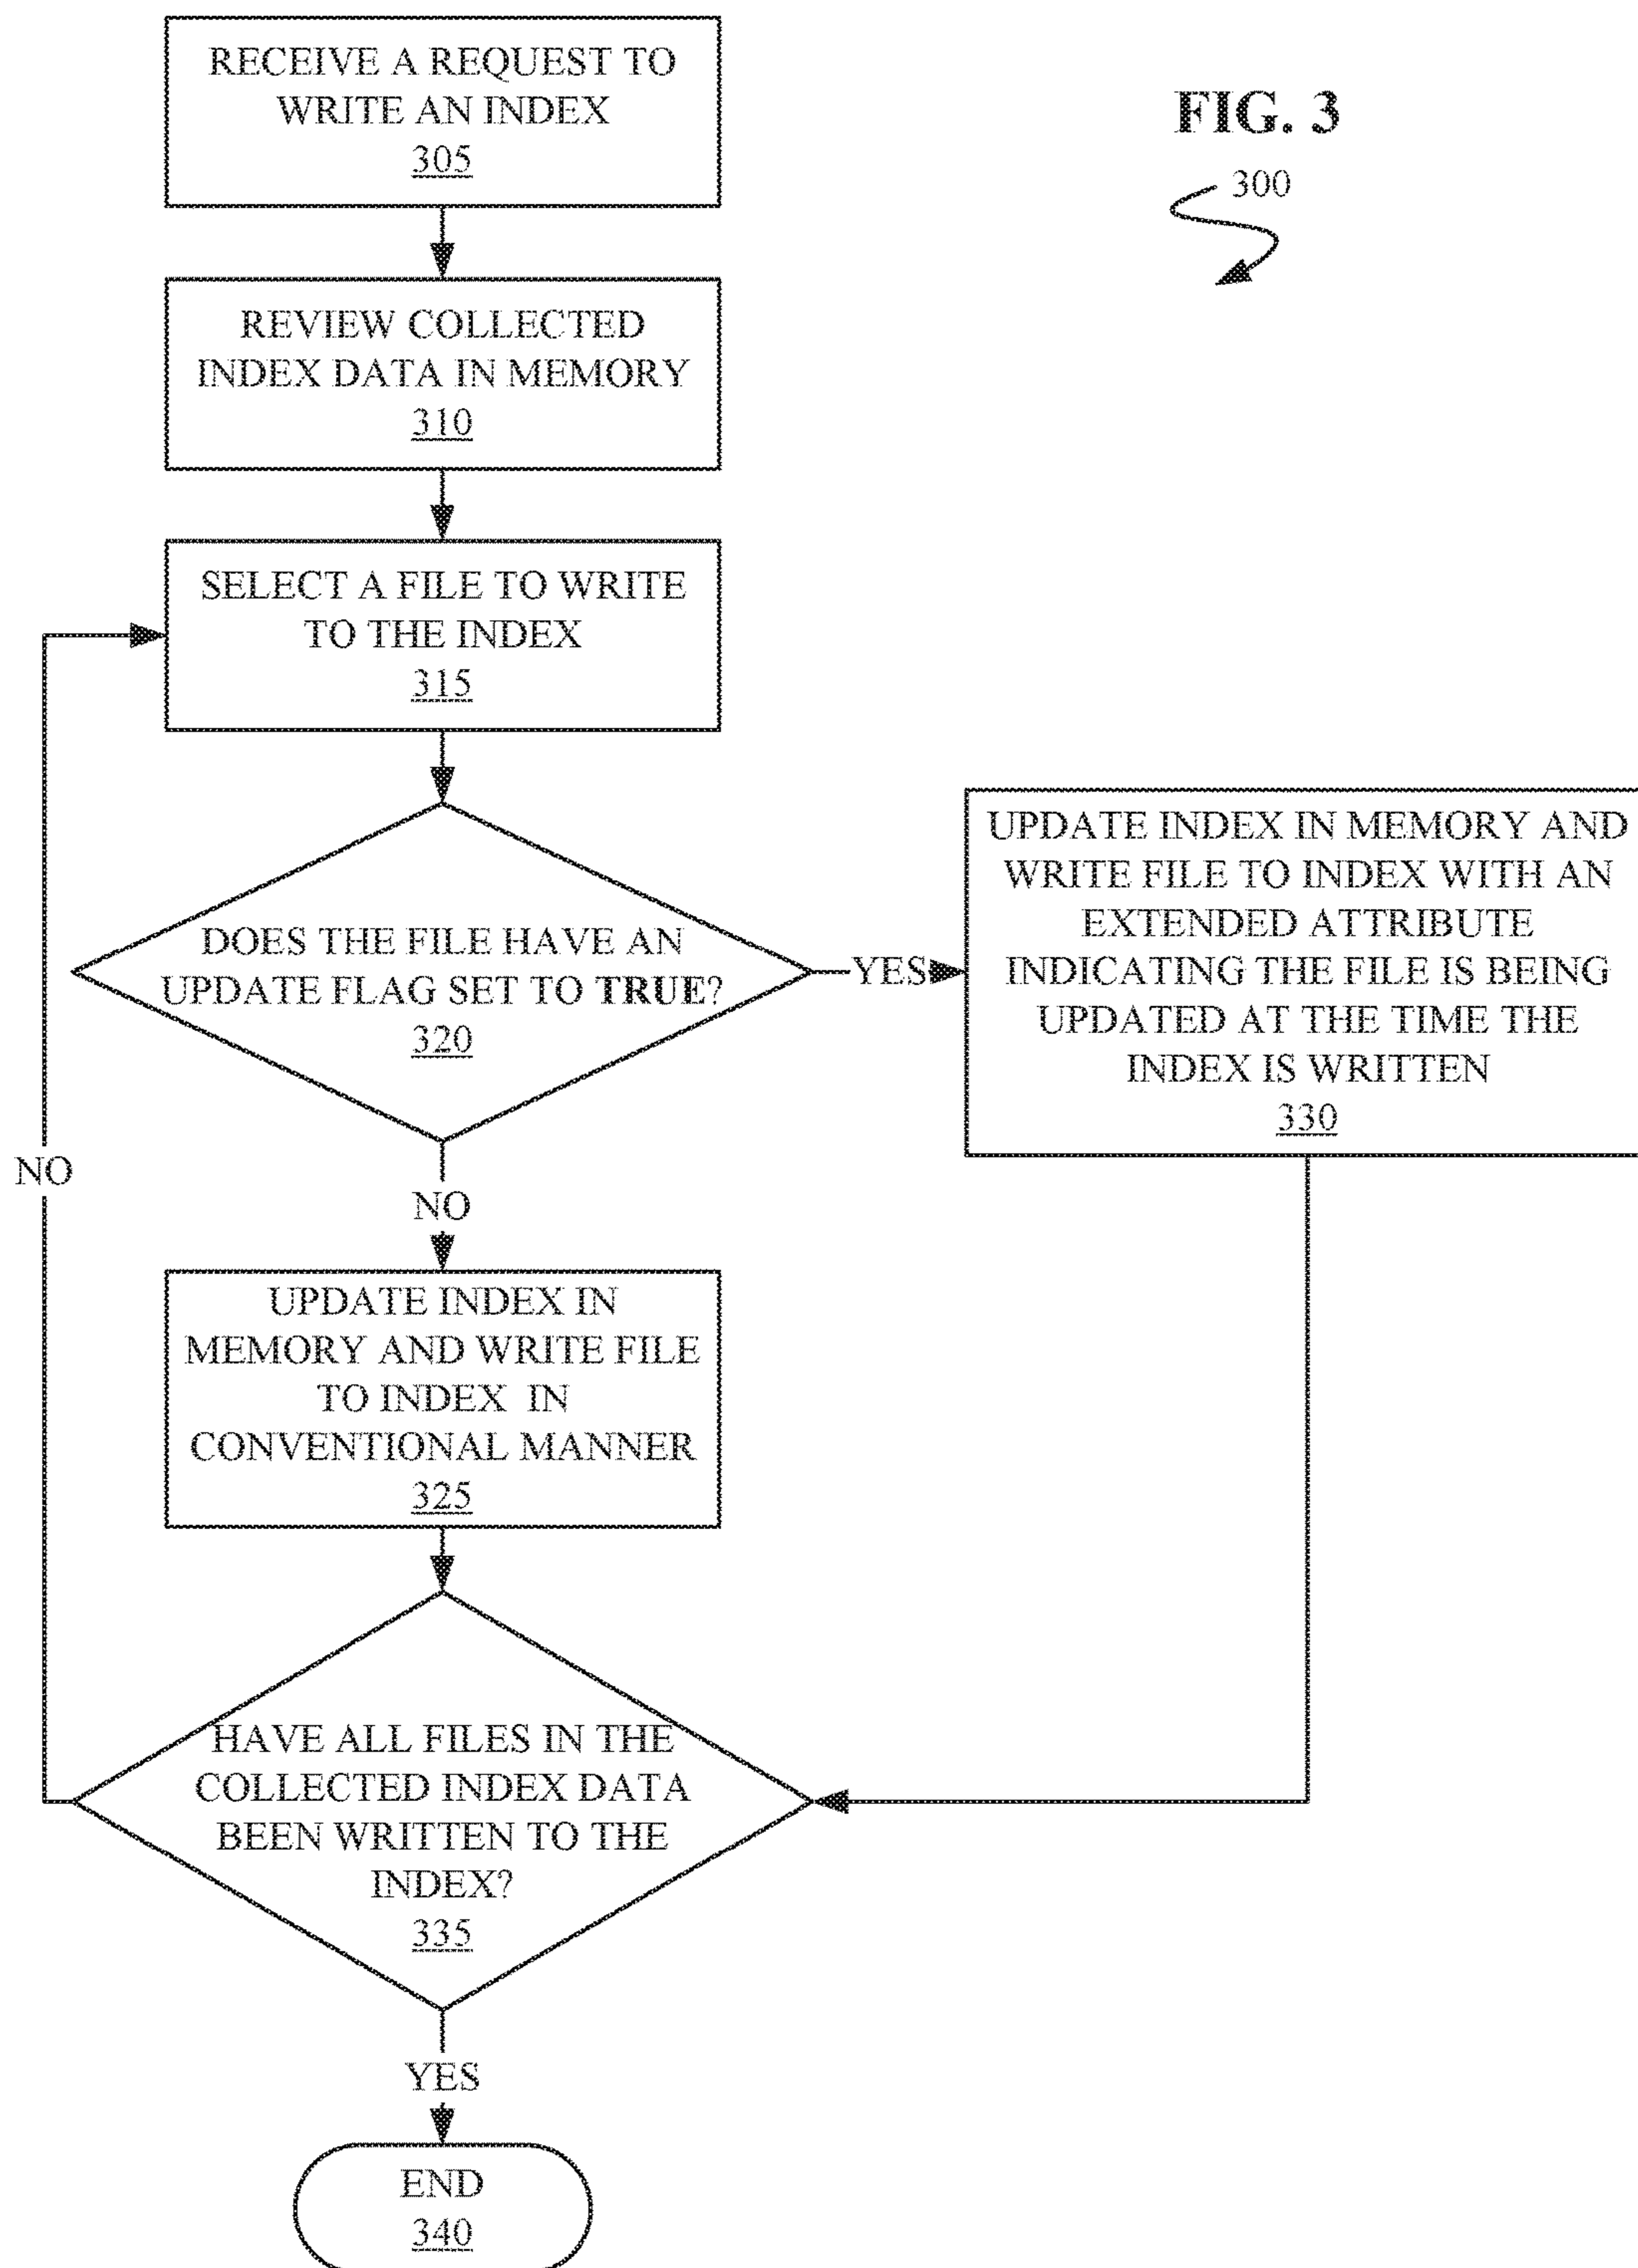 RECEIVE A REQUEST TO
WRITE AN INDEX
305
FIG. 3
300
REVIEW COLLECTED
INDEX DATA IN MEMORY
310
SELECT A FILE TO WRITE
TO THE INDEX
315
DOES THE FILE HAVE AN
UPDATE FLAG SET TO TRUE?
320
YES
UPDATE INDEX IN MEMORY AND
WRITE FILE TO INDEX WITH AN
EXTENDED ATTRIBUTE
INDICATING THE FILE IS BEING
UPDATED AT THE TIME THE
INDEX IS WRITTEN
330
NO
NO
UPDATE INDEX IN
MEMORY AND WRITE FILE
TO INDEX IN
CONVENTIONAL MANNER
325
HAVE ALL FILES IN THE
COLLECTED INDEX DATA
BEEN WRITTEN TO THE
INDEX?
335
YES
END
340